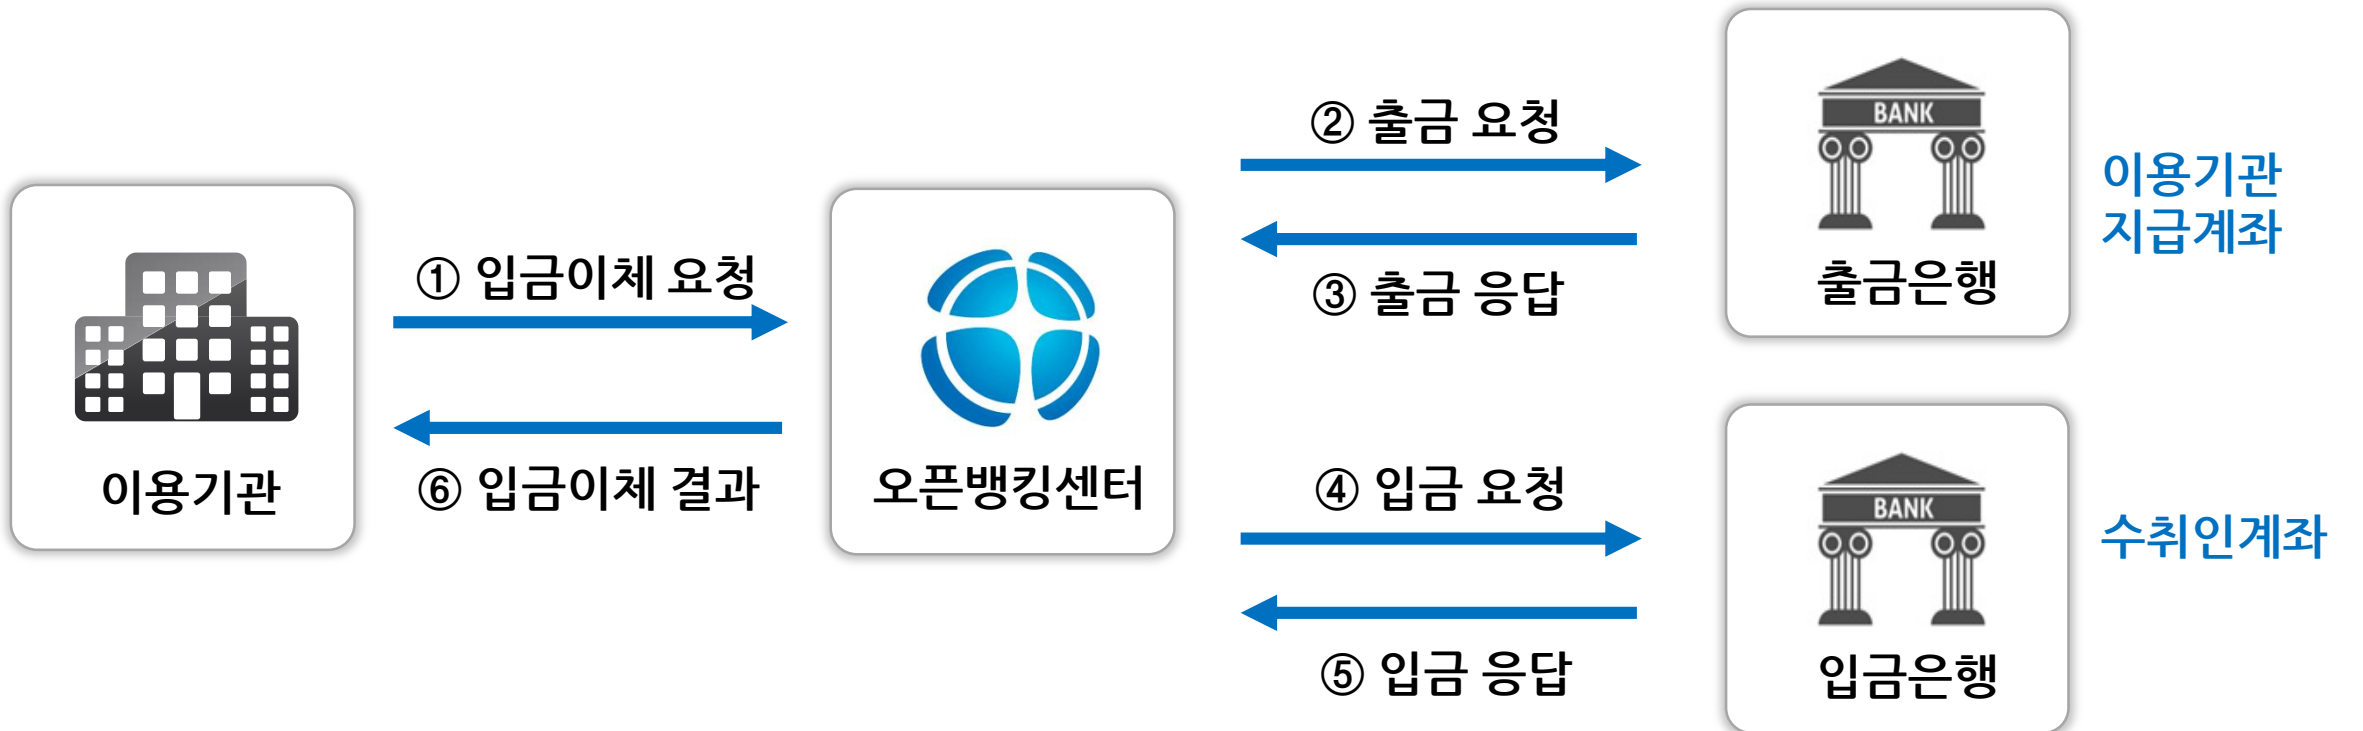 ② 출금 요청
BANK
이용기관
지급계좌
출금은행
① 입금이체 요청
③ 출금 응답
이용기관
⑥ 입금이체 결과
오픈뱅킹센터
④ 입금 요청
BANK
수취인계좌
⑤ 입금 응답
입금은행